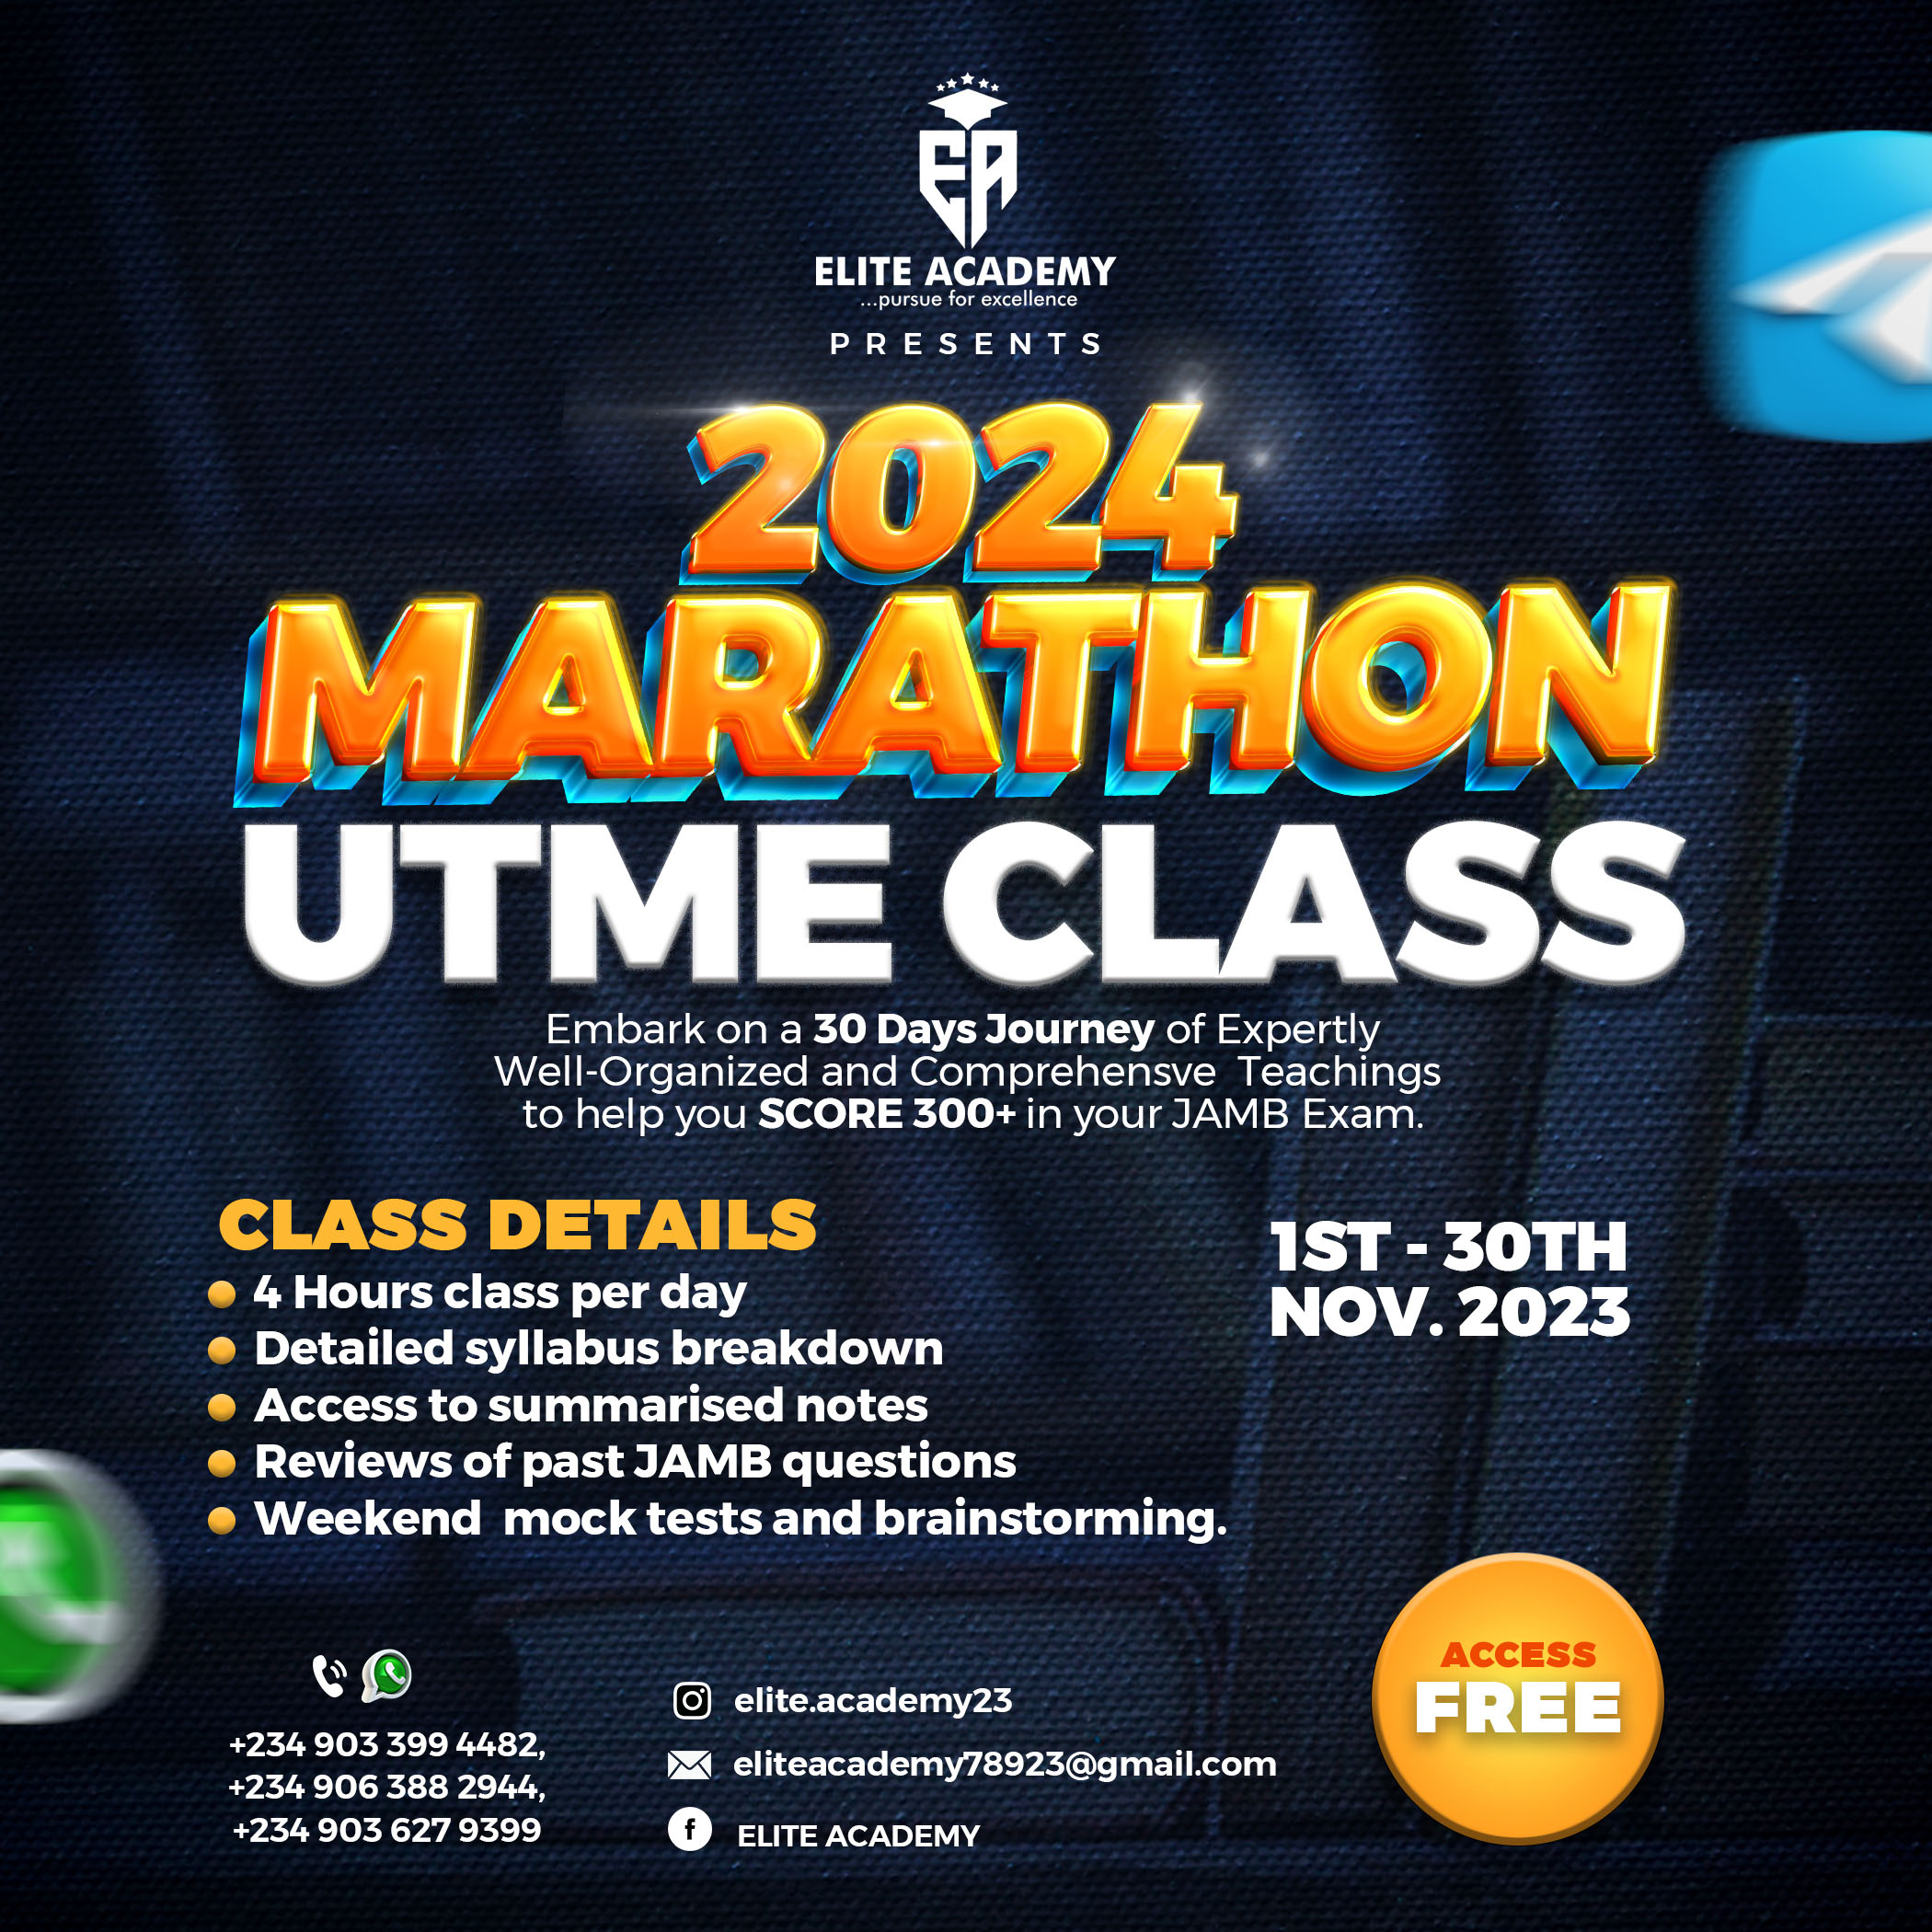 EA
ELITE ACADEMY
...pursue for excellence
PRESENTS
2024
MARATHON
UTME CLASS
Embark on a 30 Days Journey of Expertly
Well-Organized and Comprehensve Teachings
to help you SCORE 300+ in your JAMB Exam.
CLASS DETAILS
4 Hours class per day
Detailed syllabus breakdown
Access to summarised notes
Reviews of past JAMB questions
Weekend mock tests and brainstorming.
1ST - 30TH
NOV. 2023
ACCESS
FREE
+234 903 399 4482,
+234 906 388 2944,
+234 903 627 9399
elite.academy23
eliteacademy78923@gmail.com
ELITE ACADEMY